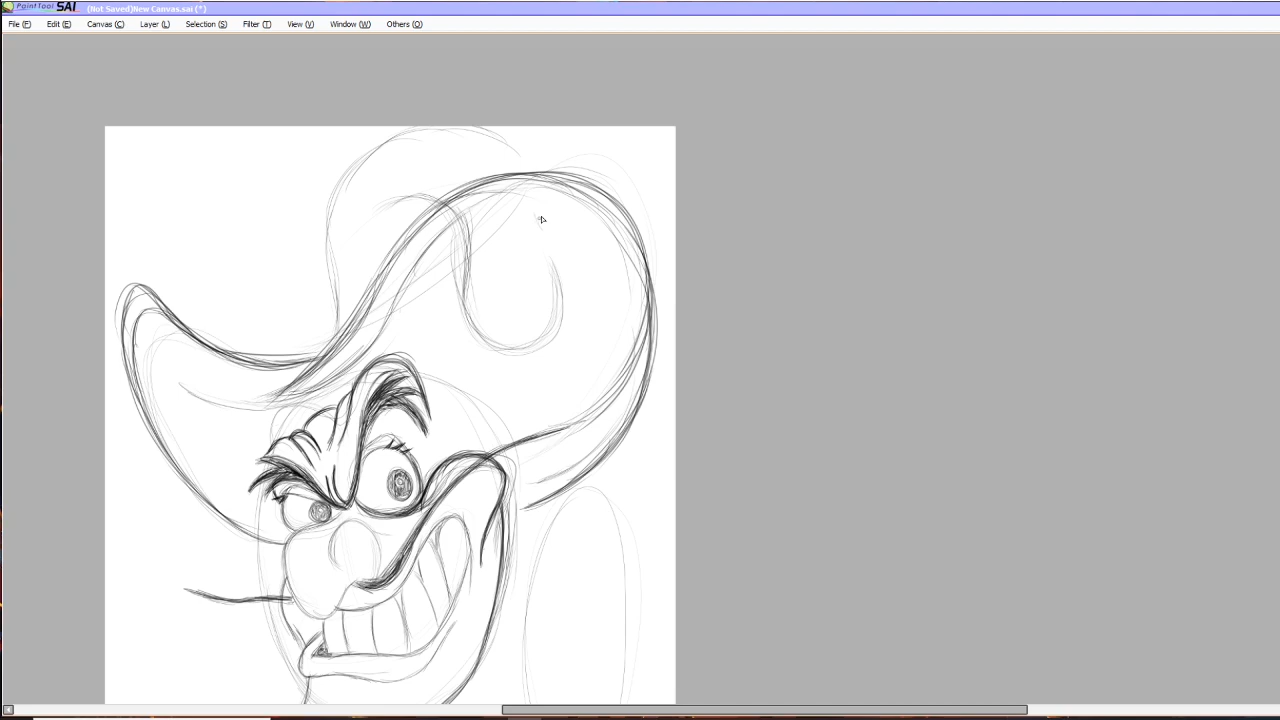 PaintTool SAI (Not Saved)New Canvas.sai (*)
File (F) Edit (E) Canvas (C) Layer (L) Selection (S) Filter (T) View (V) Window (W) Others (O)